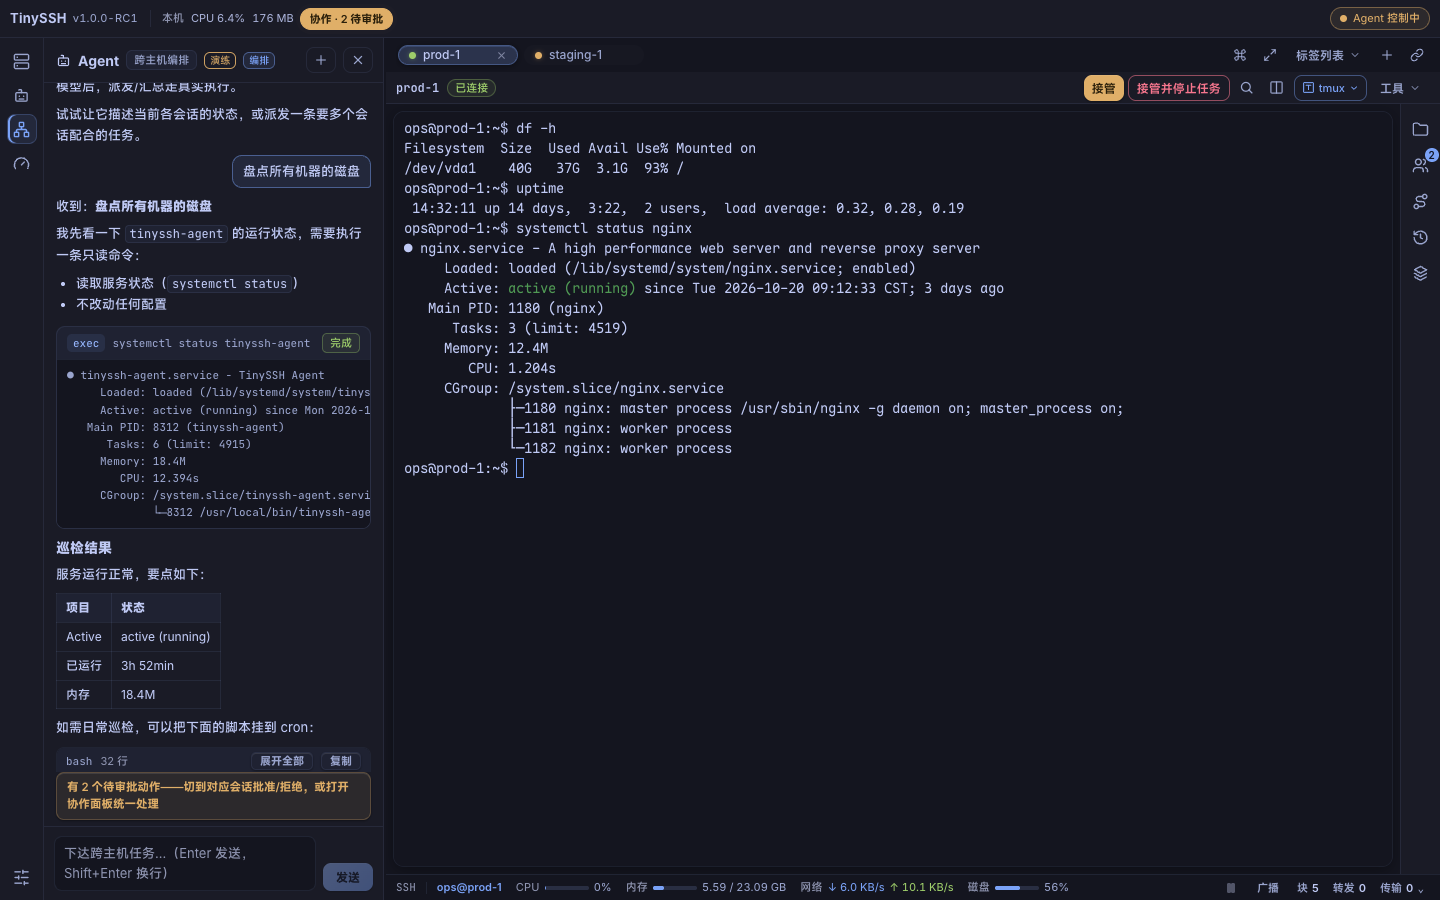 TinySSH v1.0.0-RC1 本机 CPU 6.4% 176 MB 协作 · 2 待审批
Agent 控制中
Agent 跨主机编排 演练 编排
模型后，派发/汇总是真实执行。
试试让它描述当前各会话的状态，或派发一条要多个会
话配合的任务。
盘点所有机器的磁盘
收到：盘点所有机器的磁盘
我先看一下 tinyssh-agent 的运行状态，需要执行
一条只读命令：
• 读取服务状态（systemctl status）
• 不改动任何配置
exec systemctl status tinyssh-agent 完成
● tinyssh-agent.service - TinySSH Agent
Loaded: loaded (/lib/systemd/system/tinys
Active: active (running) since Mon 2026-1
Main PID: 8312 (tinyssh-agent)
Tasks: 6 (limit: 4915)
Memory: 18.4M
CPU: 12.394s
CGroup: /system.slice/tinyssh-agent.servi
└─8312 /usr/local/bin/tinyssh-age
巡检结果
服务运行正常，要点如下：
项目 状态
Active active (running)
已运行 3h 52min
内存 18.4M
如需日常巡检，可以把下面的脚本挂到 cron：
bash 32 行 展开全部 复制
有 2 个待审批动作——切到对应会话批准/拒绝，或打开
协作面板统一处理
下达跨主机任务…（Enter 发送，
Shift+Enter 换行）
发送
prod-1 staging-1 标签列表
prod-1 已连接 接管 接管并停止任务 tmux 工具
ops@prod-1:~$ df -h
Filesystem Size Used Avail Use% Mounted on
/dev/vda1 40G 37G 3.1G 93% /
ops@prod-1:~$ uptime
14:32:11 up 14 days, 3:22, 2 users, load average: 0.32, 0.28, 0.19
ops@prod-1:~$ systemctl status nginx
● nginx.service - A high performance web server and reverse proxy server
Loaded: loaded (/lib/systemd/system/nginx.service; enabled)
Active: active (running) since Tue 2026-10-20 09:12:33 CST; 3 days ago
Main PID: 1180 (nginx)
Tasks: 3 (limit: 4519)
Memory: 12.4M
CPU: 1.204s
CGroup: /system.slice/nginx.service
├─1180 nginx: master process /usr/sbin/nginx -g daemon on; master_process on;
├─1181 nginx: worker process
└─1182 nginx: worker process
ops@prod-1:~$
2
SSH ops@prod-1 CPU 0% 内存 5.59 / 23.09 GB 网络 ↓ 6.0 KB/s ↑ 10.1 KB/s 磁盘 56% 广播 块 5 转发 0 传输 0